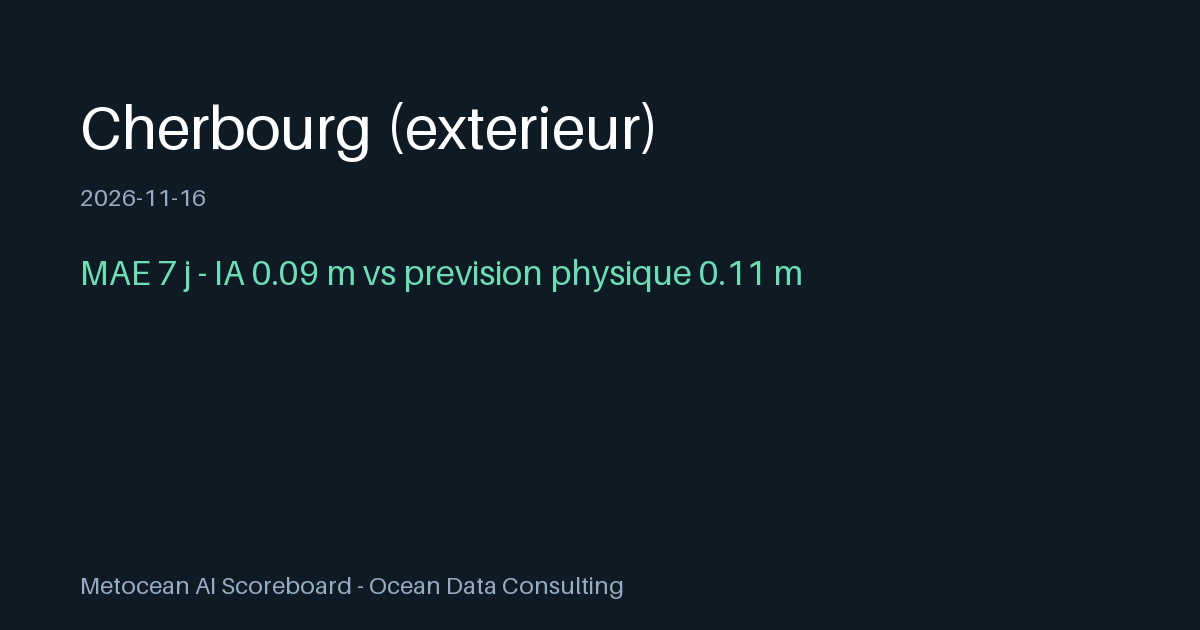 Cherbourg (exterieur)
2026-11-16
MAE 7 j - IA 0.09 m vs prevision physique 0.11 m
Metocean AI Scoreboard - Ocean Data Consulting